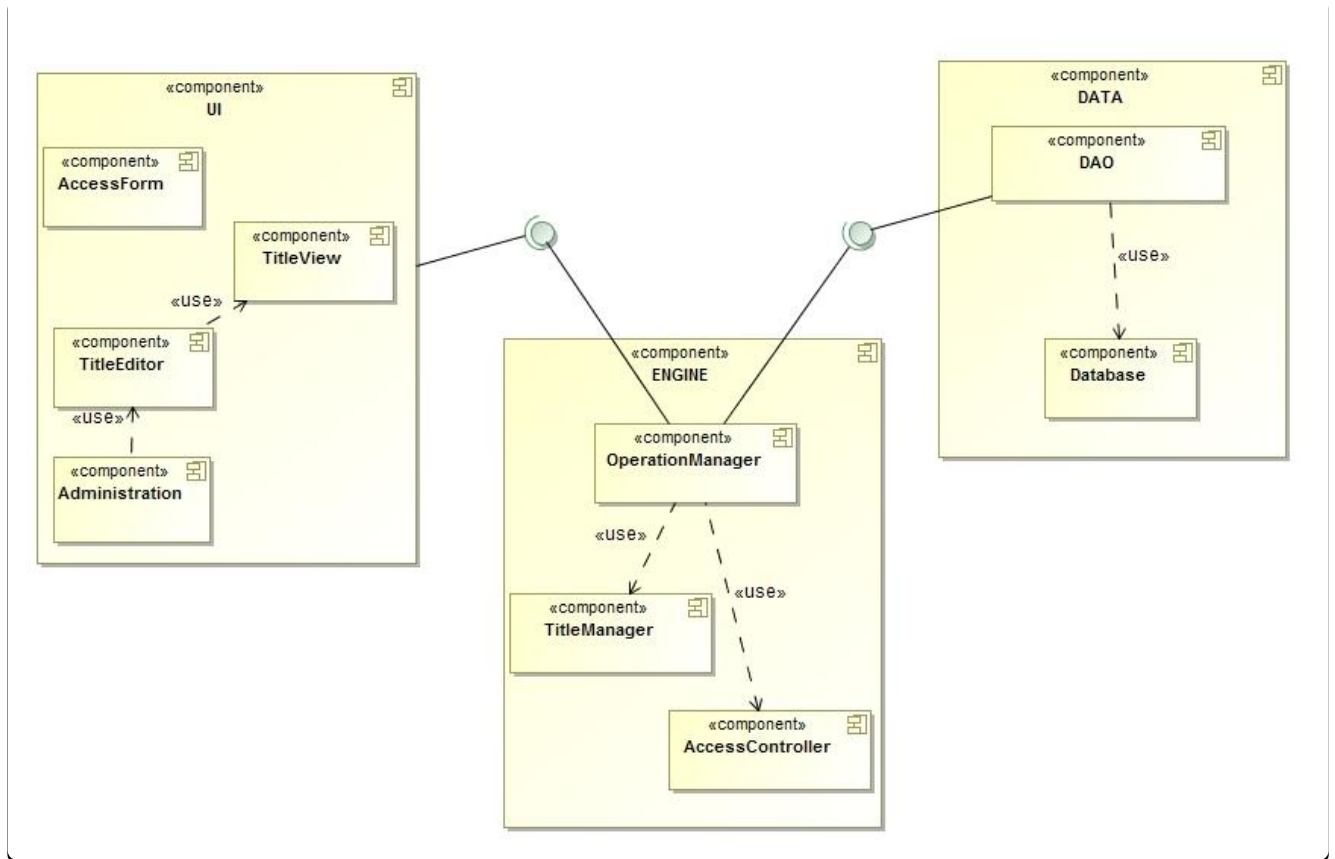 «component»
UI
«component»
AccessForm
«component»
TitleView
«use»
«component»
TitleEditor
«use»
«component»
Administration
«component»
ENGINE
«component»
OperationManager
«use»
«use»
«component»
TitleManager
«component»
AccessController
«component»
DATA
«component»
DAO
«use»
«component»
Database